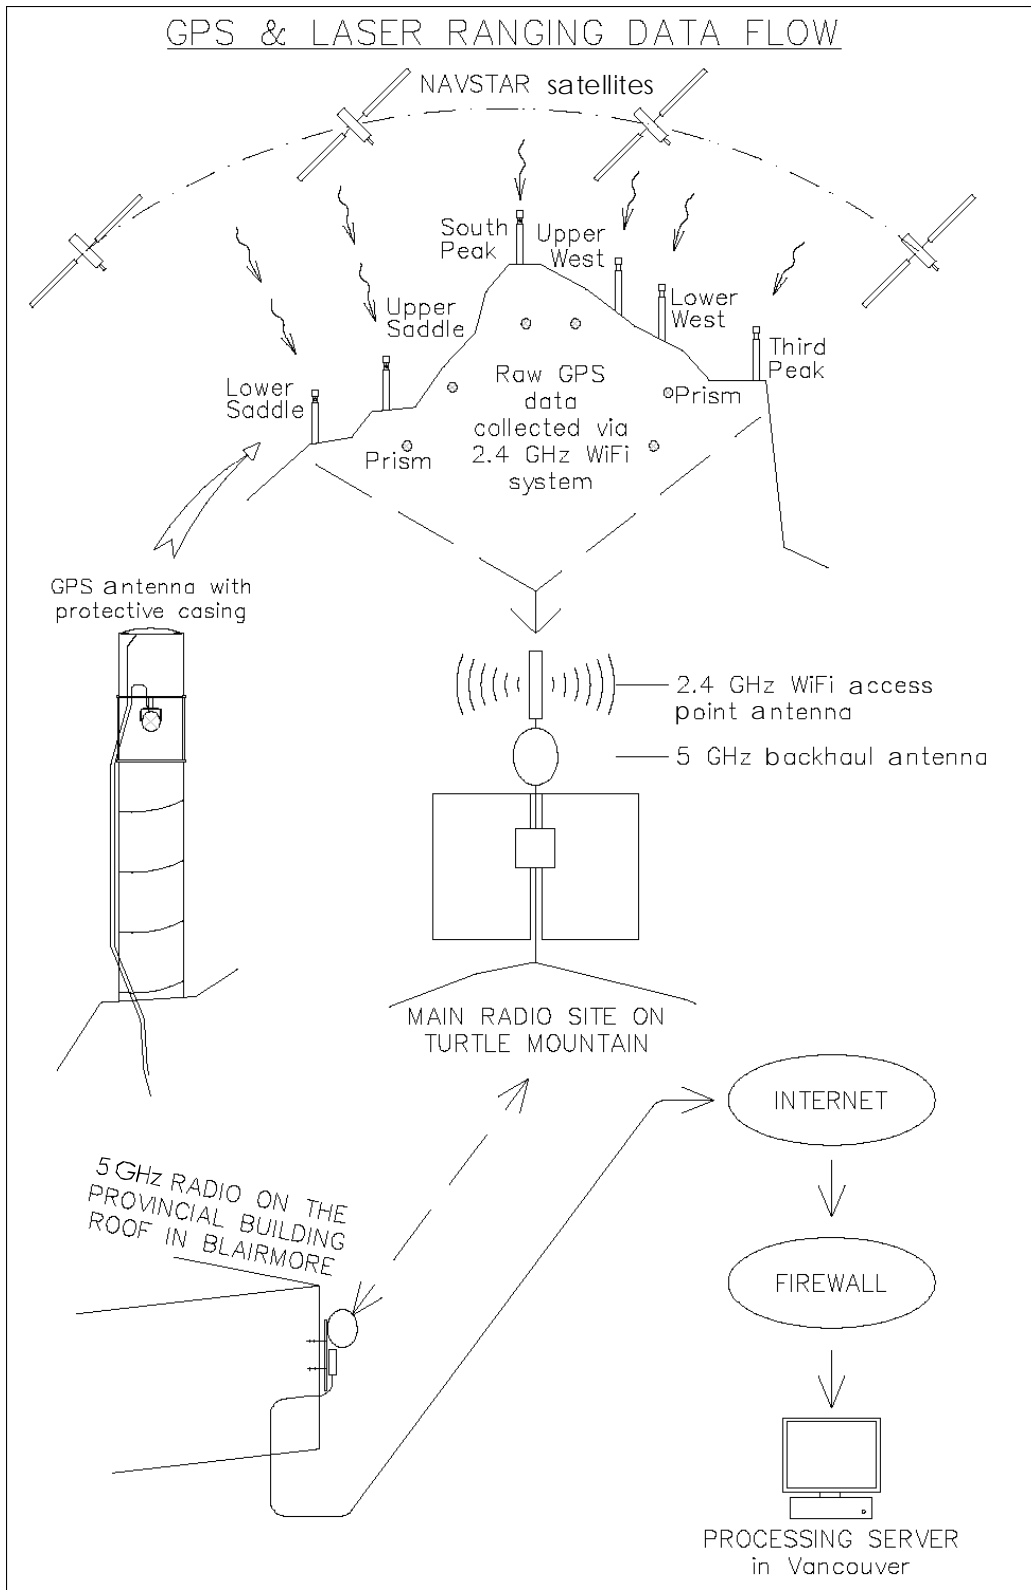 GPS & LASER RANGING DATA FLOW
NAVSTAR satellites
South
Peak
Upper
West
Upper
Saddle
Lower
West
Third
Peak
Lower
Saddle
Raw GPS
data
collected via
2.4 GHz WiFi
system
Prism
Prism
GPS antenna with
protective casing
2.4 GHz WiFi access
point antenna
5 GHz backhaul antenna
MAIN RADIO SITE ON
TURTLE MOUNTAIN
5 GHz RADIO ON THE
PROVINCIAL BUILDING
ROOF IN BLAIRMORE
INTERNET
FIREWALL
PROCESSING SERVER
in Vancouver